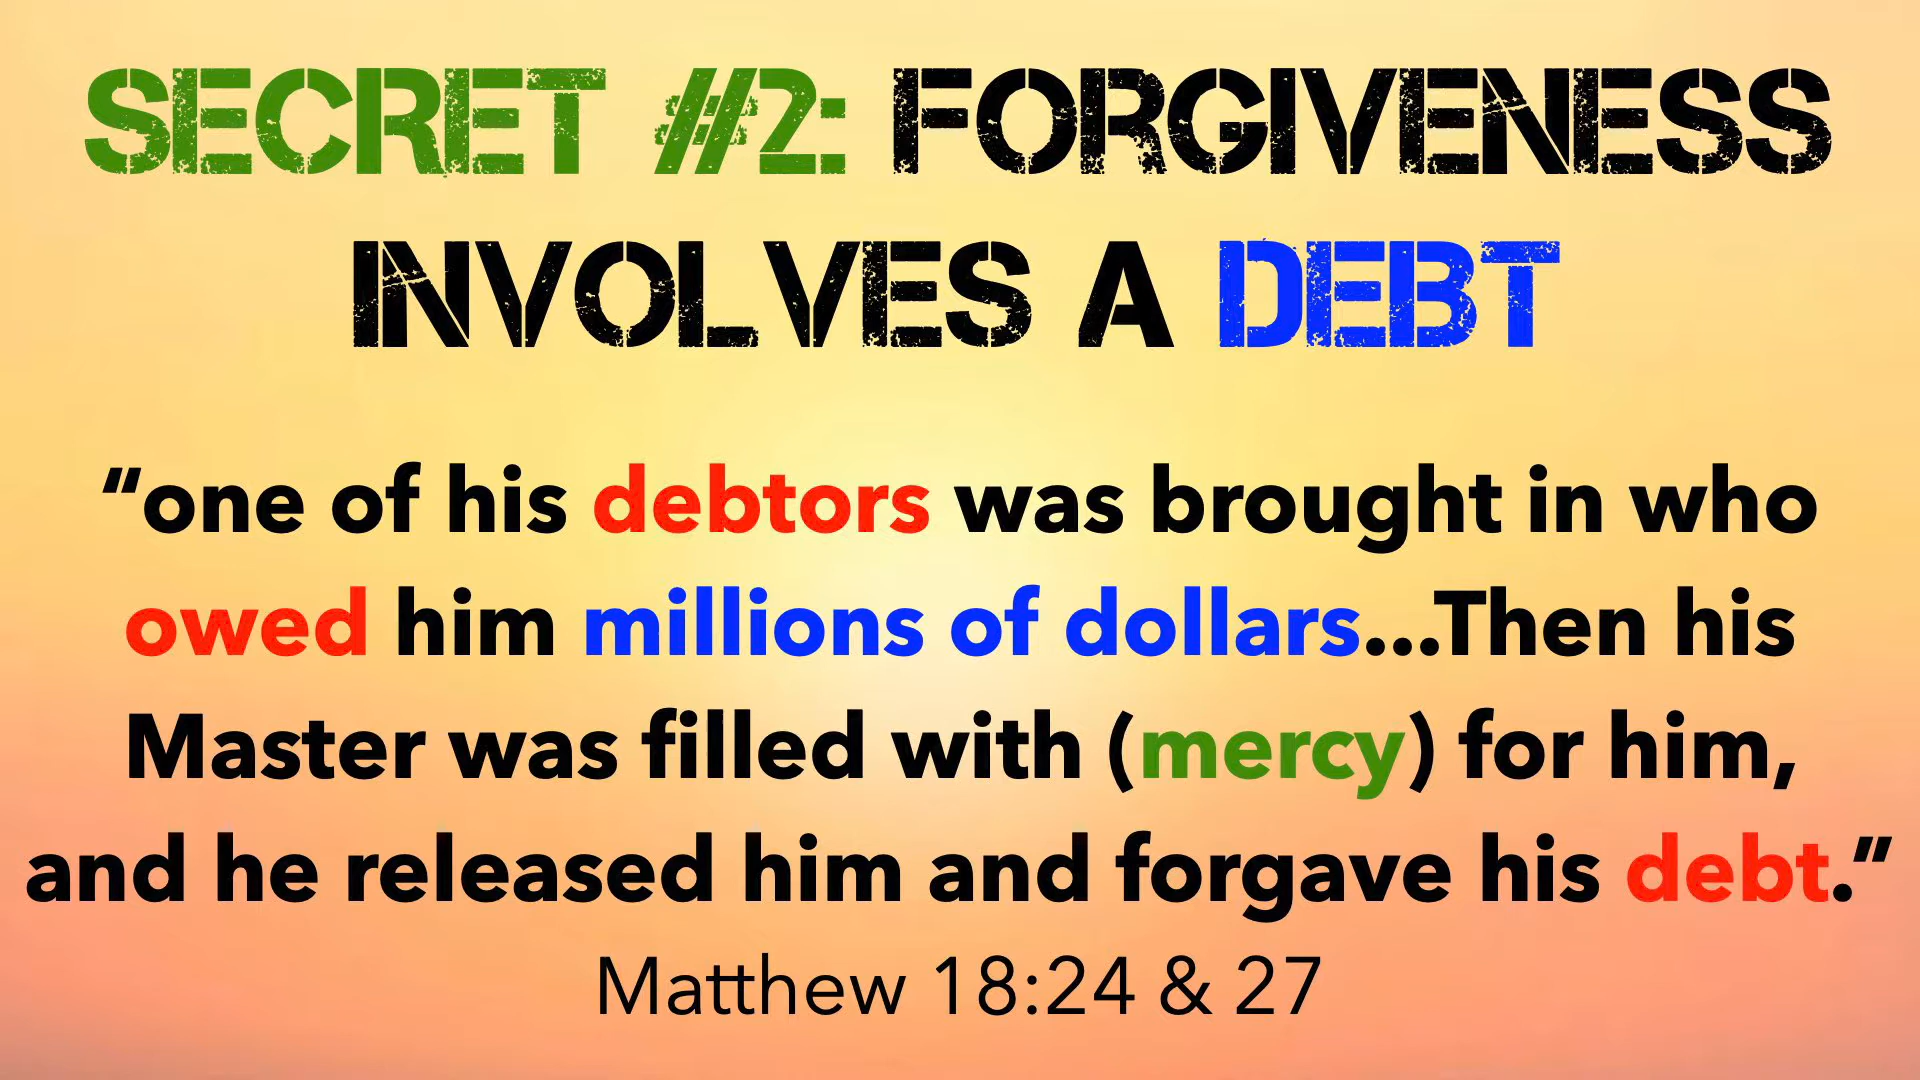 SECRET #2: FORGIVENESS
INVOLVES A DEBT
“one of his debtors was brought in who
owed him millions of dollars...Then his
Master was filled with (mercy) for him,
and he released him and forgave his debt.”
Matthew 18:24 & 27